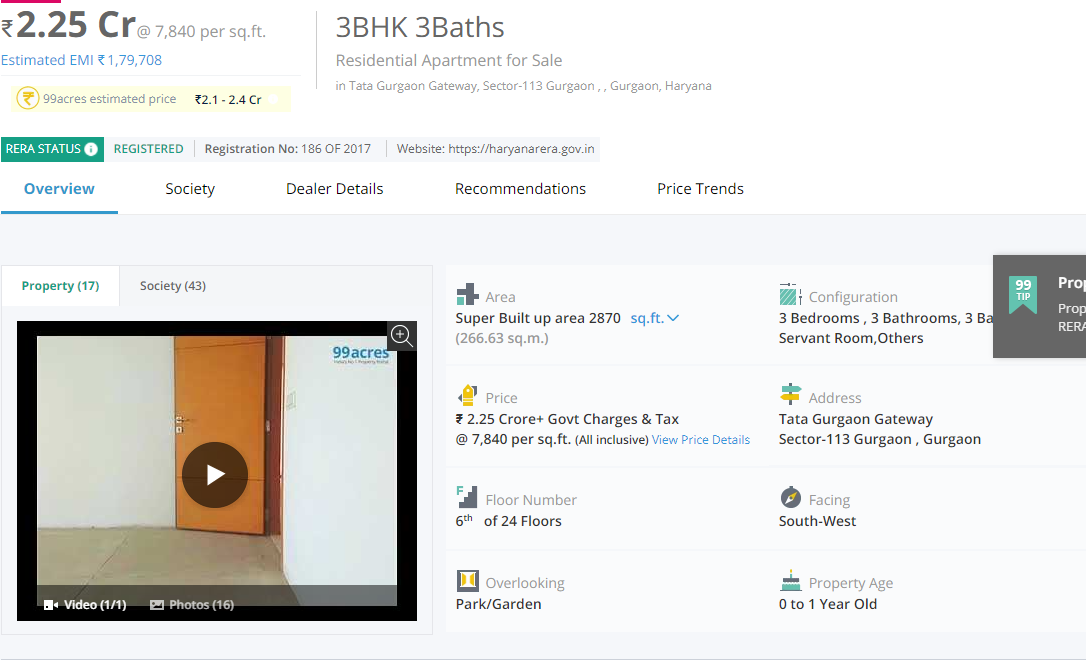 ₹2.25 Cr@ 7,840 per sq.ft.
Estimated EMI ₹1,79,708
99acres estimated price ₹2.1 - 2.4 Cr
3BHK 3Baths
Residential Apartment for Sale
in Tata Gurgaon Gateway, Sector-113 Gurgaon , , Gurgaon, Haryana
RERA STATUS i REGISTERED Registration No: 186 OF 2017 Website: https://haryanarera.gov.in
Overview Society Dealer Details Recommendations Price Trends
Property (17) Society (43)
99acres
India's No.1 Property Portal
Video (1/1) Photos (16)
Area
Super Built up area 2870 sq.ft.
(266.63 sq.m.)
Configuration
3 Bedrooms , 3 Bathrooms, 3 Ba
Servant Room,Others
99 TIP
Prop
Prop
RERA
Price
₹ 2.25 Crore+ Govt Charges & Tax
@ 7,840 per sq.ft. (All inclusive) View Price Details
Address
Tata Gurgaon Gateway
Sector-113 Gurgaon , Gurgaon
F
Floor Number
6th of 24 Floors
Facing
South-West
Overlooking
Park/Garden
Property Age
0 to 1 Year Old